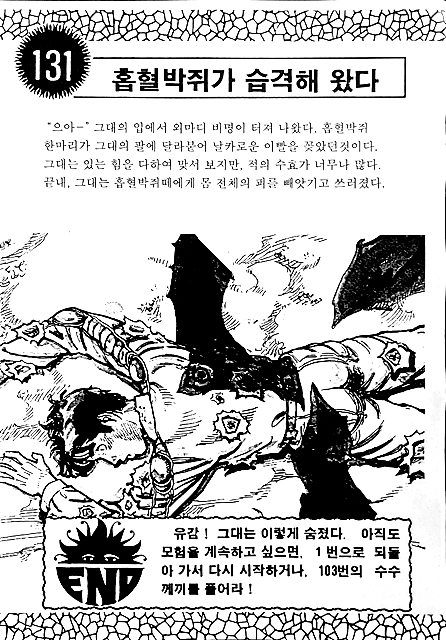 131
흡혈박쥐가 습격해 왔다
“으아–” 그대의 입에서 외마디 비명이 터져 나왔다. 흡혈박쥐
한마리가 그대의 팔에 달라붙어 날카로운 이빨을 꽂았던것이다.
그대는 있는 힘을 다하여 맞서 보지만, 적의 수효가 너무나 많다.
끝내, 그대는 흡혈박쥐떼에게 몸 전체의 피를 빼앗기고 쓰러졌다.
유감! 그대는 이렇게 숨졌다. 아직도
모험을 계속하고 싶으면, 1번으로 되돌
아 가서 다시 시작하거나, 103번의 수수
께끼를 풀어라!
END